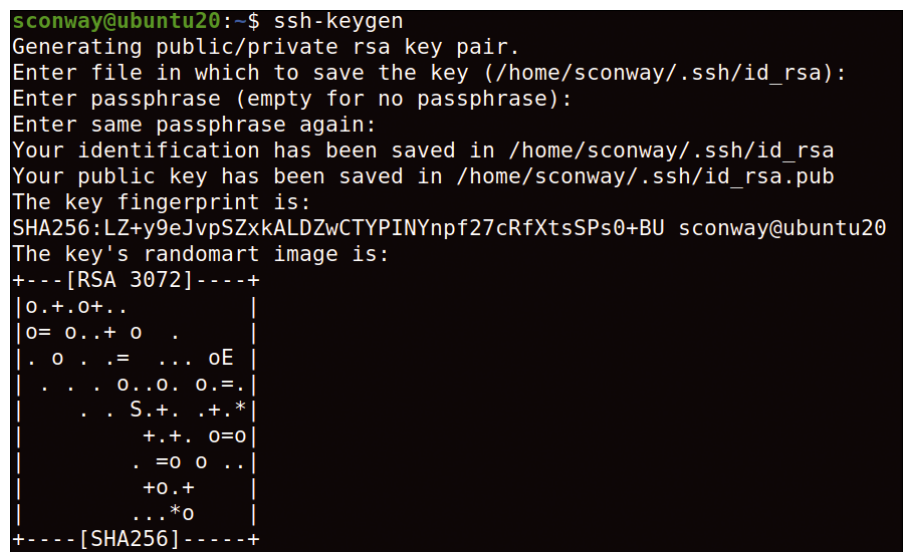 sconway@ubuntu20:~$ ssh-keygen
Generating public/private rsa key pair.
Enter file in which to save the key (/home/sconway/.ssh/id_rsa):
Enter passphrase (empty for no passphrase):
Enter same passphrase again:
Your identification has been saved in /home/sconway/.ssh/id_rsa
Your public key has been saved in /home/sconway/.ssh/id_rsa.pub
The key fingerprint is:
SHA256:LZ+y9eJvpSZxkALDZwCTYPINYnpf27cRfXtsSPs0+BU sconway@ubuntu20
The key's randomart image is:
+---[RSA 3072]----+
|o.+.o+..         |
|o= o..+ o  .     |
|. o . .=  ... oE |
| . . . o..o. o.=.|
|    . . S.+. .+.*|
|         +.+. o=o|
|        . =o o ..|
|         +o.+    |
|        ...*o    |
+----[SHA256]-----+